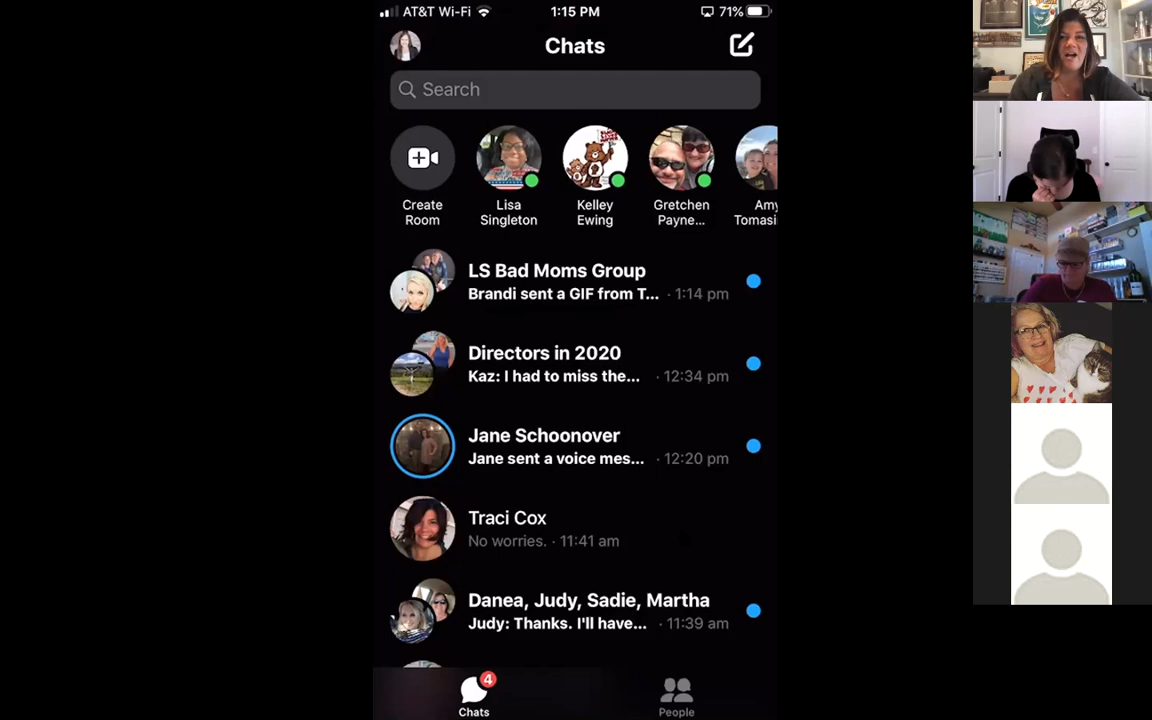 AT&T Wi-Fi 1:15 PM 71%
Chats
Search
Create
Room
Lisa
Singleton
Kelley
Ewing
Gretchen
Payne...
Amy
Tomasi
LS Bad Moms Group
Brandi sent a GIF from T... · 1:14 pm
Directors in 2020
Kaz: I had to miss the... · 12:34 pm
Jane Schoonover
Jane sent a voice mes... · 12:20 pm
Traci Cox
No worries. · 11:41 am
Danea, Judy, Sadie, Martha
Judy: Thanks. I'll have... · 11:39 am
4
Chats
People